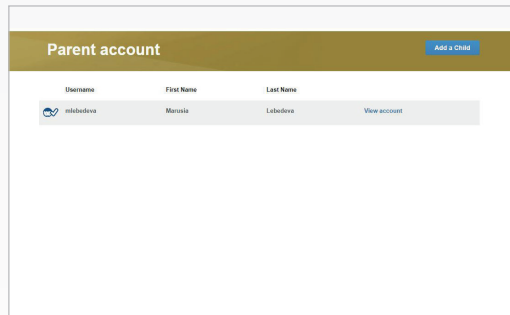 Parent account
Add a Child
Username First Name Last Name
mlebedeva Marusia Lebedeva View account